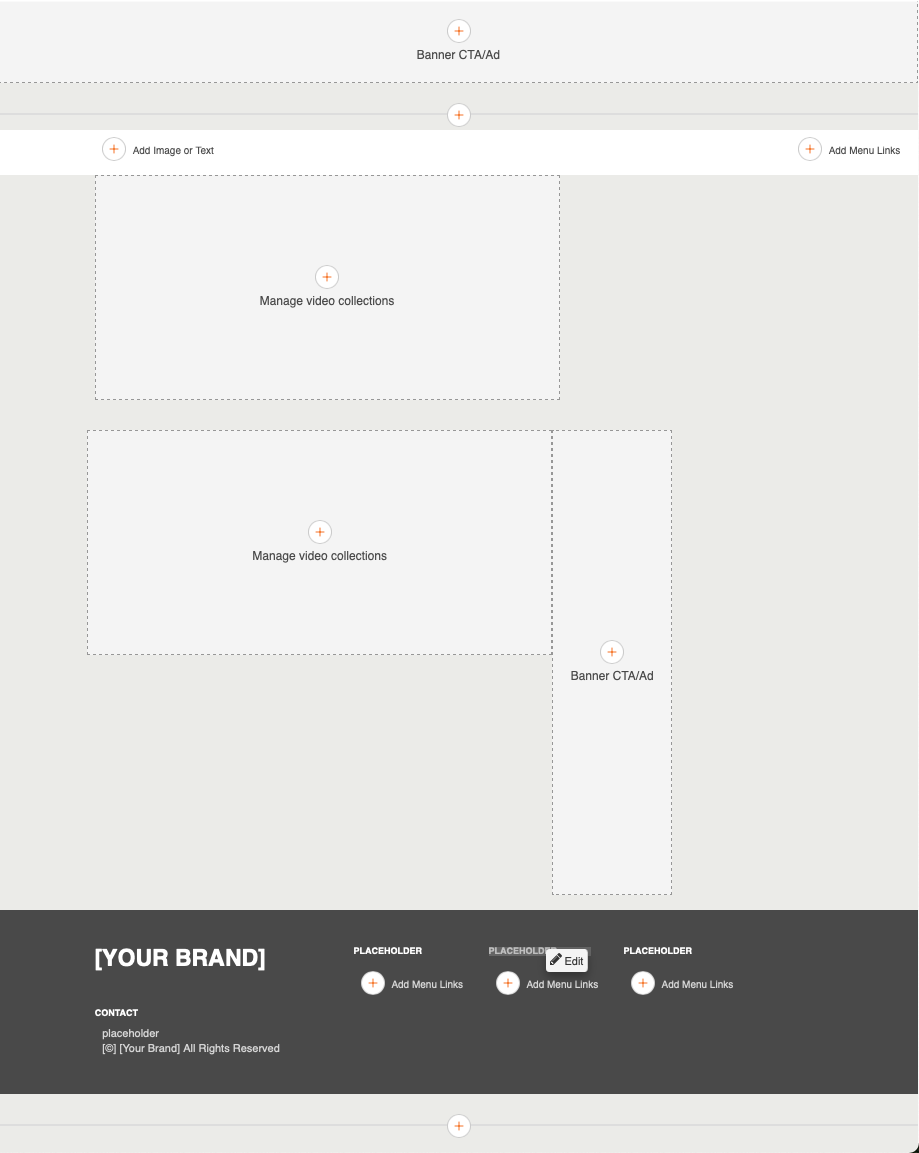 Banner CTA/Ad
Add Image or Text
Add Menu Links
Manage video collections
Manage video collections
Banner CTA/Ad
[YOUR BRAND]
PLACEHOLDER
PLACEHOLDER
PLACEHOLDER
Edit
Add Menu Links
Add Menu Links
Add Menu Links
CONTACT
placeholder
[©] [Your Brand] All Rights Reserved